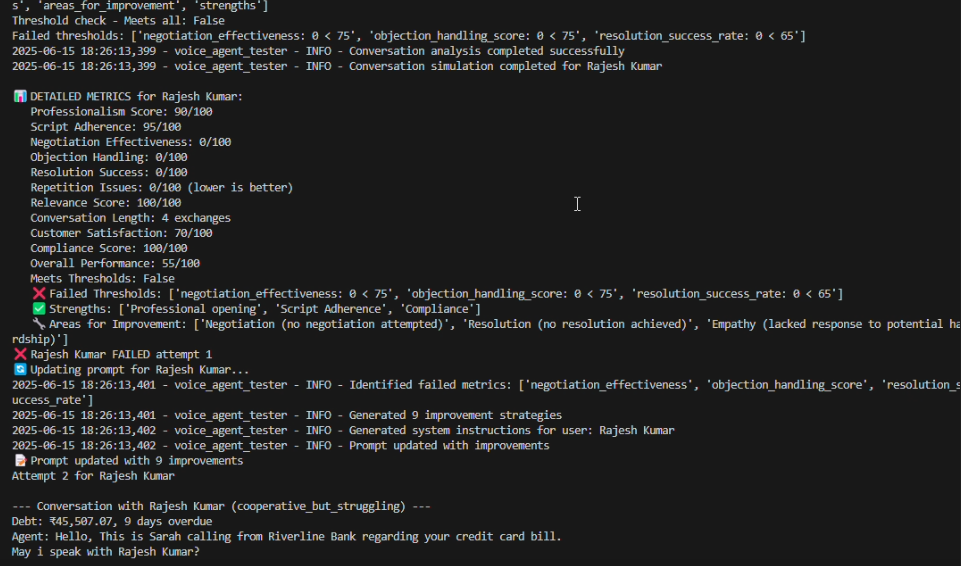 s', 'areas_for_improvement', 'strengths']
Threshold check - Meets all: False
Failed thresholds: ['negotiation_effectiveness: 0 < 75', 'objection_handling_score: 0 < 75', 'resolution_success_rate: 0 < 65']
2025-06-15 18:26:13,399 - voice_agent_tester - INFO - Conversation analysis completed successfully
2025-06-15 18:26:13,399 - voice_agent_tester - INFO - Conversation simulation completed for Rajesh Kumar
📊 DETAILED METRICS for Rajesh Kumar:
Professionalism Score: 90/100
Script Adherence: 95/100
Negotiation Effectiveness: 0/100
Objection Handling: 0/100
Resolution Success: 0/100
Repetition Issues: 0/100 (lower is better)
Relevance Score: 100/100
Conversation Length: 4 exchanges
Customer Satisfaction: 70/100
Compliance Score: 100/100
Overall Performance: 55/100
Meets Thresholds: False
❌ Failed Thresholds: ['negotiation_effectiveness: 0 < 75', 'objection_handling_score: 0 < 75', 'resolution_success_rate: 0 < 65']
✅ Strengths: ['Professional opening', 'Script Adherence', 'Compliance']
🔧 Areas for Improvement: ['Negotiation (no negotiation attempted)', 'Resolution (no resolution achieved)', 'Empathy (lacked response to potential ha
rdship)']
❌ Rajesh Kumar FAILED attempt 1
🔄 Updating prompt for Rajesh Kumar...
2025-06-15 18:26:13,401 - voice_agent_tester - INFO - Identified failed metrics: ['negotiation_effectiveness', 'objection_handling_score', 'resolution_s
uccess_rate']
2025-06-15 18:26:13,401 - voice_agent_tester - INFO - Generated 9 improvement strategies
2025-06-15 18:26:13,402 - voice_agent_tester - INFO - Generated system instructions for user: Rajesh Kumar
2025-06-15 18:26:13,402 - voice_agent_tester - INFO - Prompt updated with improvements
📝 Prompt updated with 9 improvements
Attempt 2 for Rajesh Kumar
--- Conversation with Rajesh Kumar (cooperative_but_struggling) ---
Debt: ₹45,507.07, 9 days overdue
Agent: Hello, This is Sarah calling from Riverline Bank regarding your credit card bill.
May i speak with Rajesh Kumar?